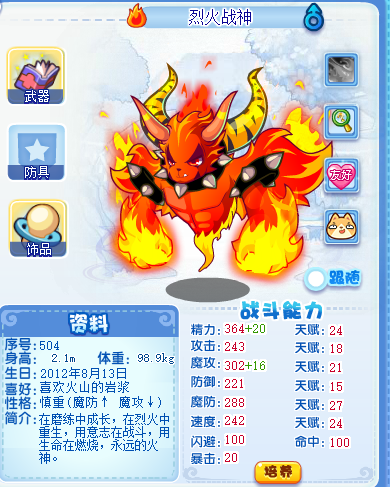 烈火战神
武器
防具
饰品
友好
跟随
资料
序号:504
身高: 2.1m 体重:98.9kg
生日:2012年8月13日
喜好:喜欢火山的岩浆
性格:慎重(魔防↑ 魔攻↓)
简介:在磨练中成长,在烈火中
重生,用意志在战斗,用
生命在燃烧,永远的火
神。
战斗能力
精力:364+20 天赋:24
攻击:243 天赋:18
魔攻:302+16 天赋:21
防御:221 天赋:15
魔防:288 天赋:27
速度:242 天赋:24
闪避:100 命中:100
暴击:20
培养